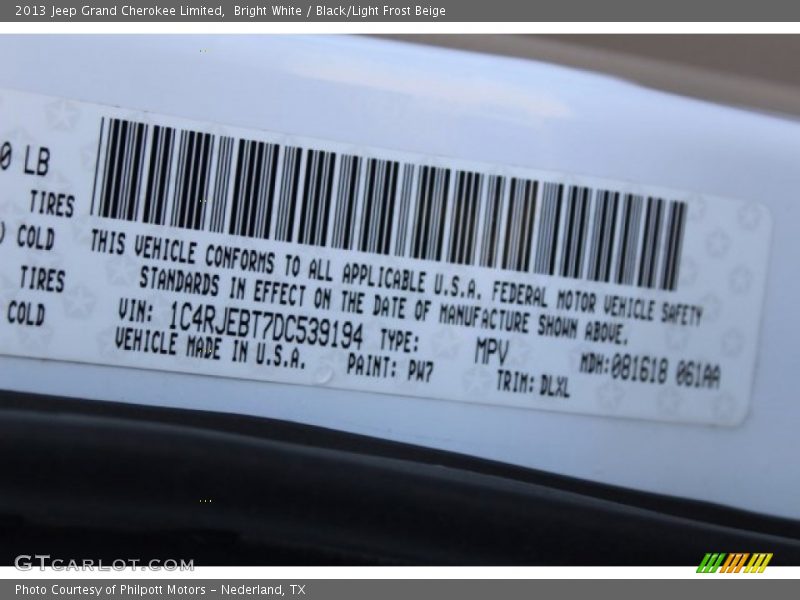 2013 Jeep Grand Cherokee Limited,  Bright White / Black/Light Frost Beige
0 LB
TIRES
) COLD
TIRES
COLD
THIS VEHICLE CONFORMS TO ALL APPLICABLE U.S.A. FEDERAL MOTOR VEHICLE SAFETY
STANDARDS IN EFFECT ON THE DATE OF MANUFACTURE SHOWN ABOVE.
VIN: 1C4RJEBT7DC539194 TYPE: MPV MDH:081618 061AA
VEHICLE MADE IN U.S.A. PAINT: PW7 TRIM: DLXL
GTCARLOT.COM
Photo Courtesy of Philpott Motors - Nederland, TX